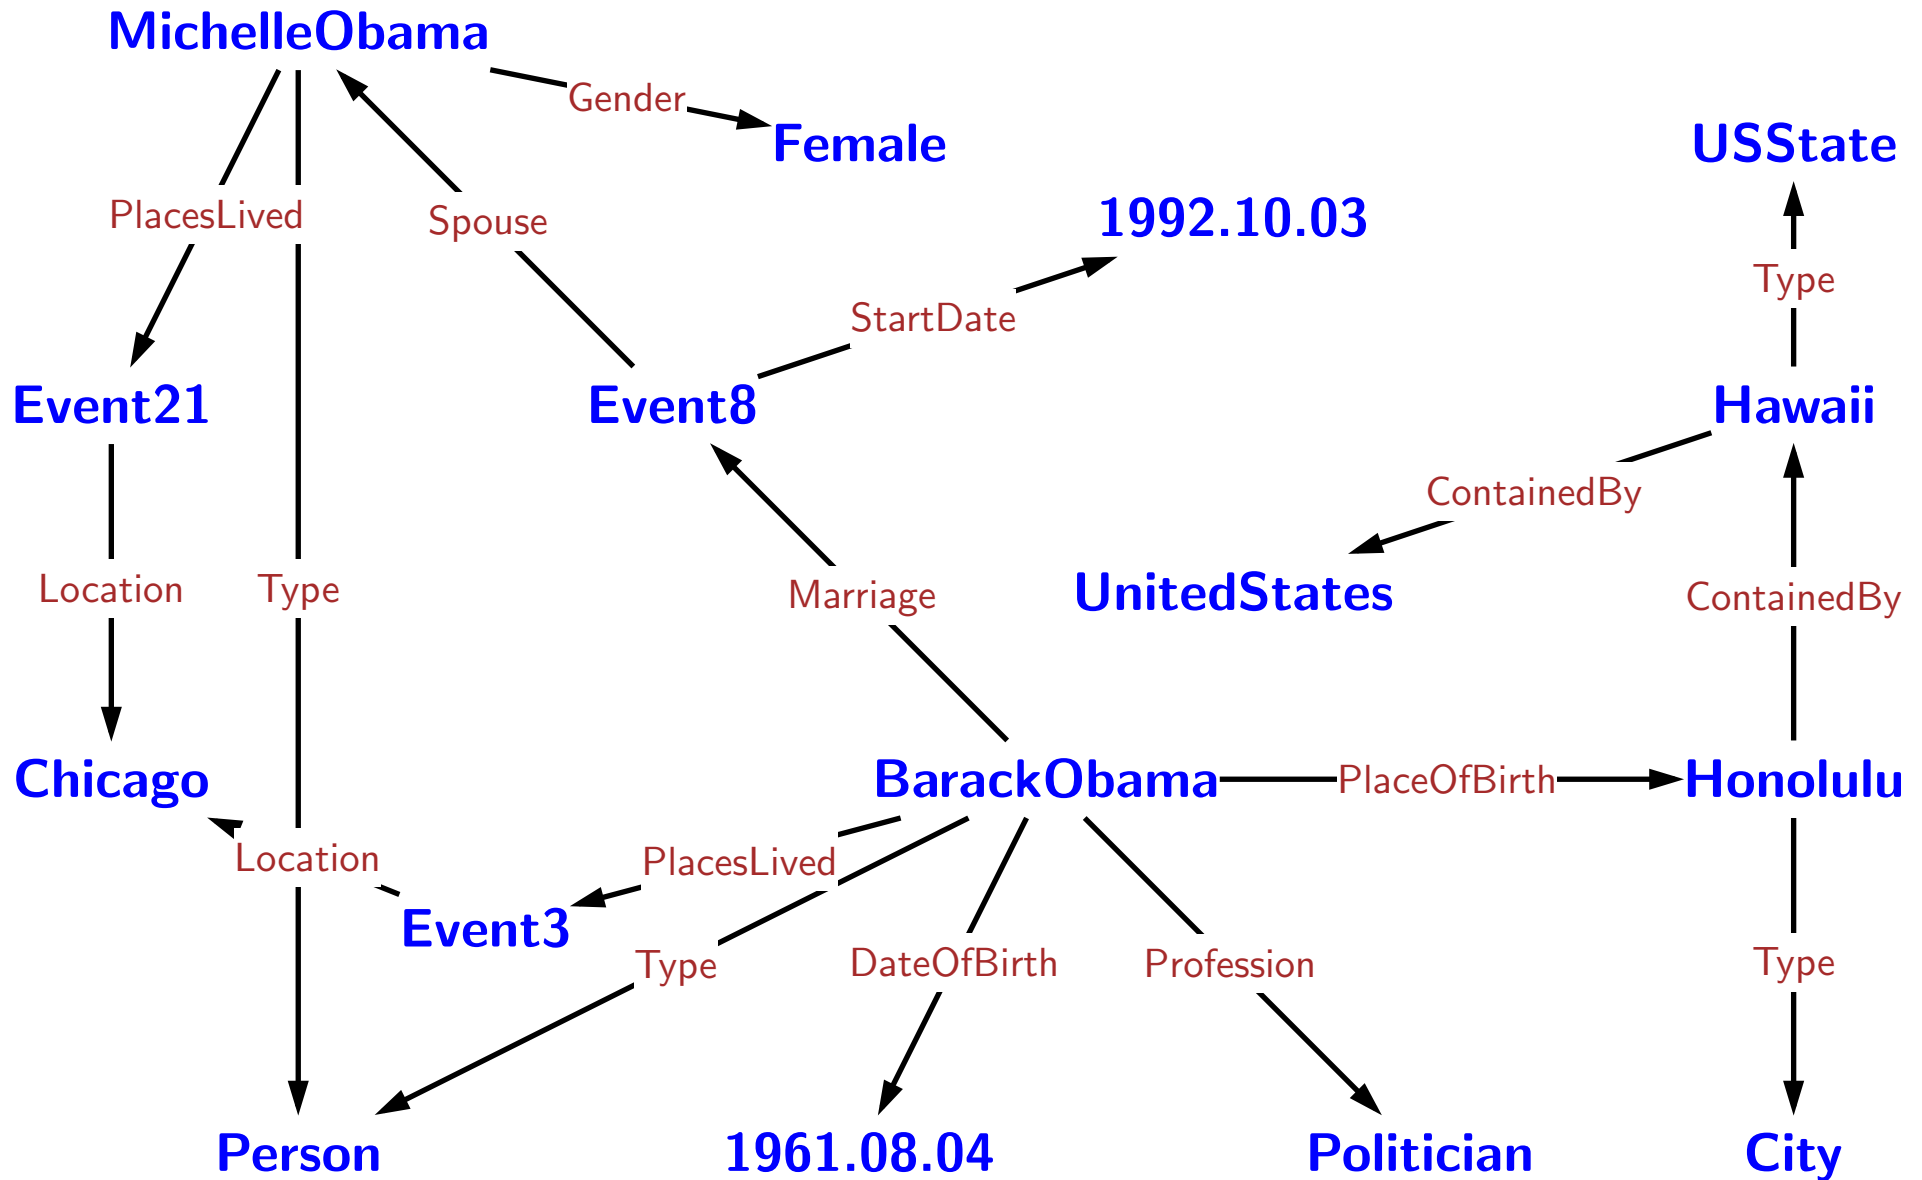 MichelleObama
Gender
Female
USState
PlacesLived
Spouse
1992.10.03
Type
StartDate
Event21
Event8
Hawaii
ContainedBy
Location
Type
Marriage
UnitedStates
ContainedBy
Chicago
BarackObama
PlaceOfBirth
Honolulu
Location
PlacesLived
Event3
Type
DateOfBirth
Profession
Type
Person
1961.08.04
Politician
City